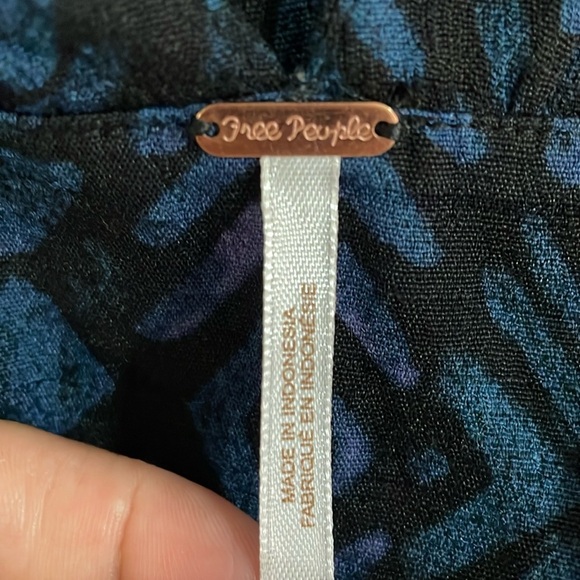 Free People
MADE IN INDONESIA
FABRIQUÉ EN INDONÉSIE